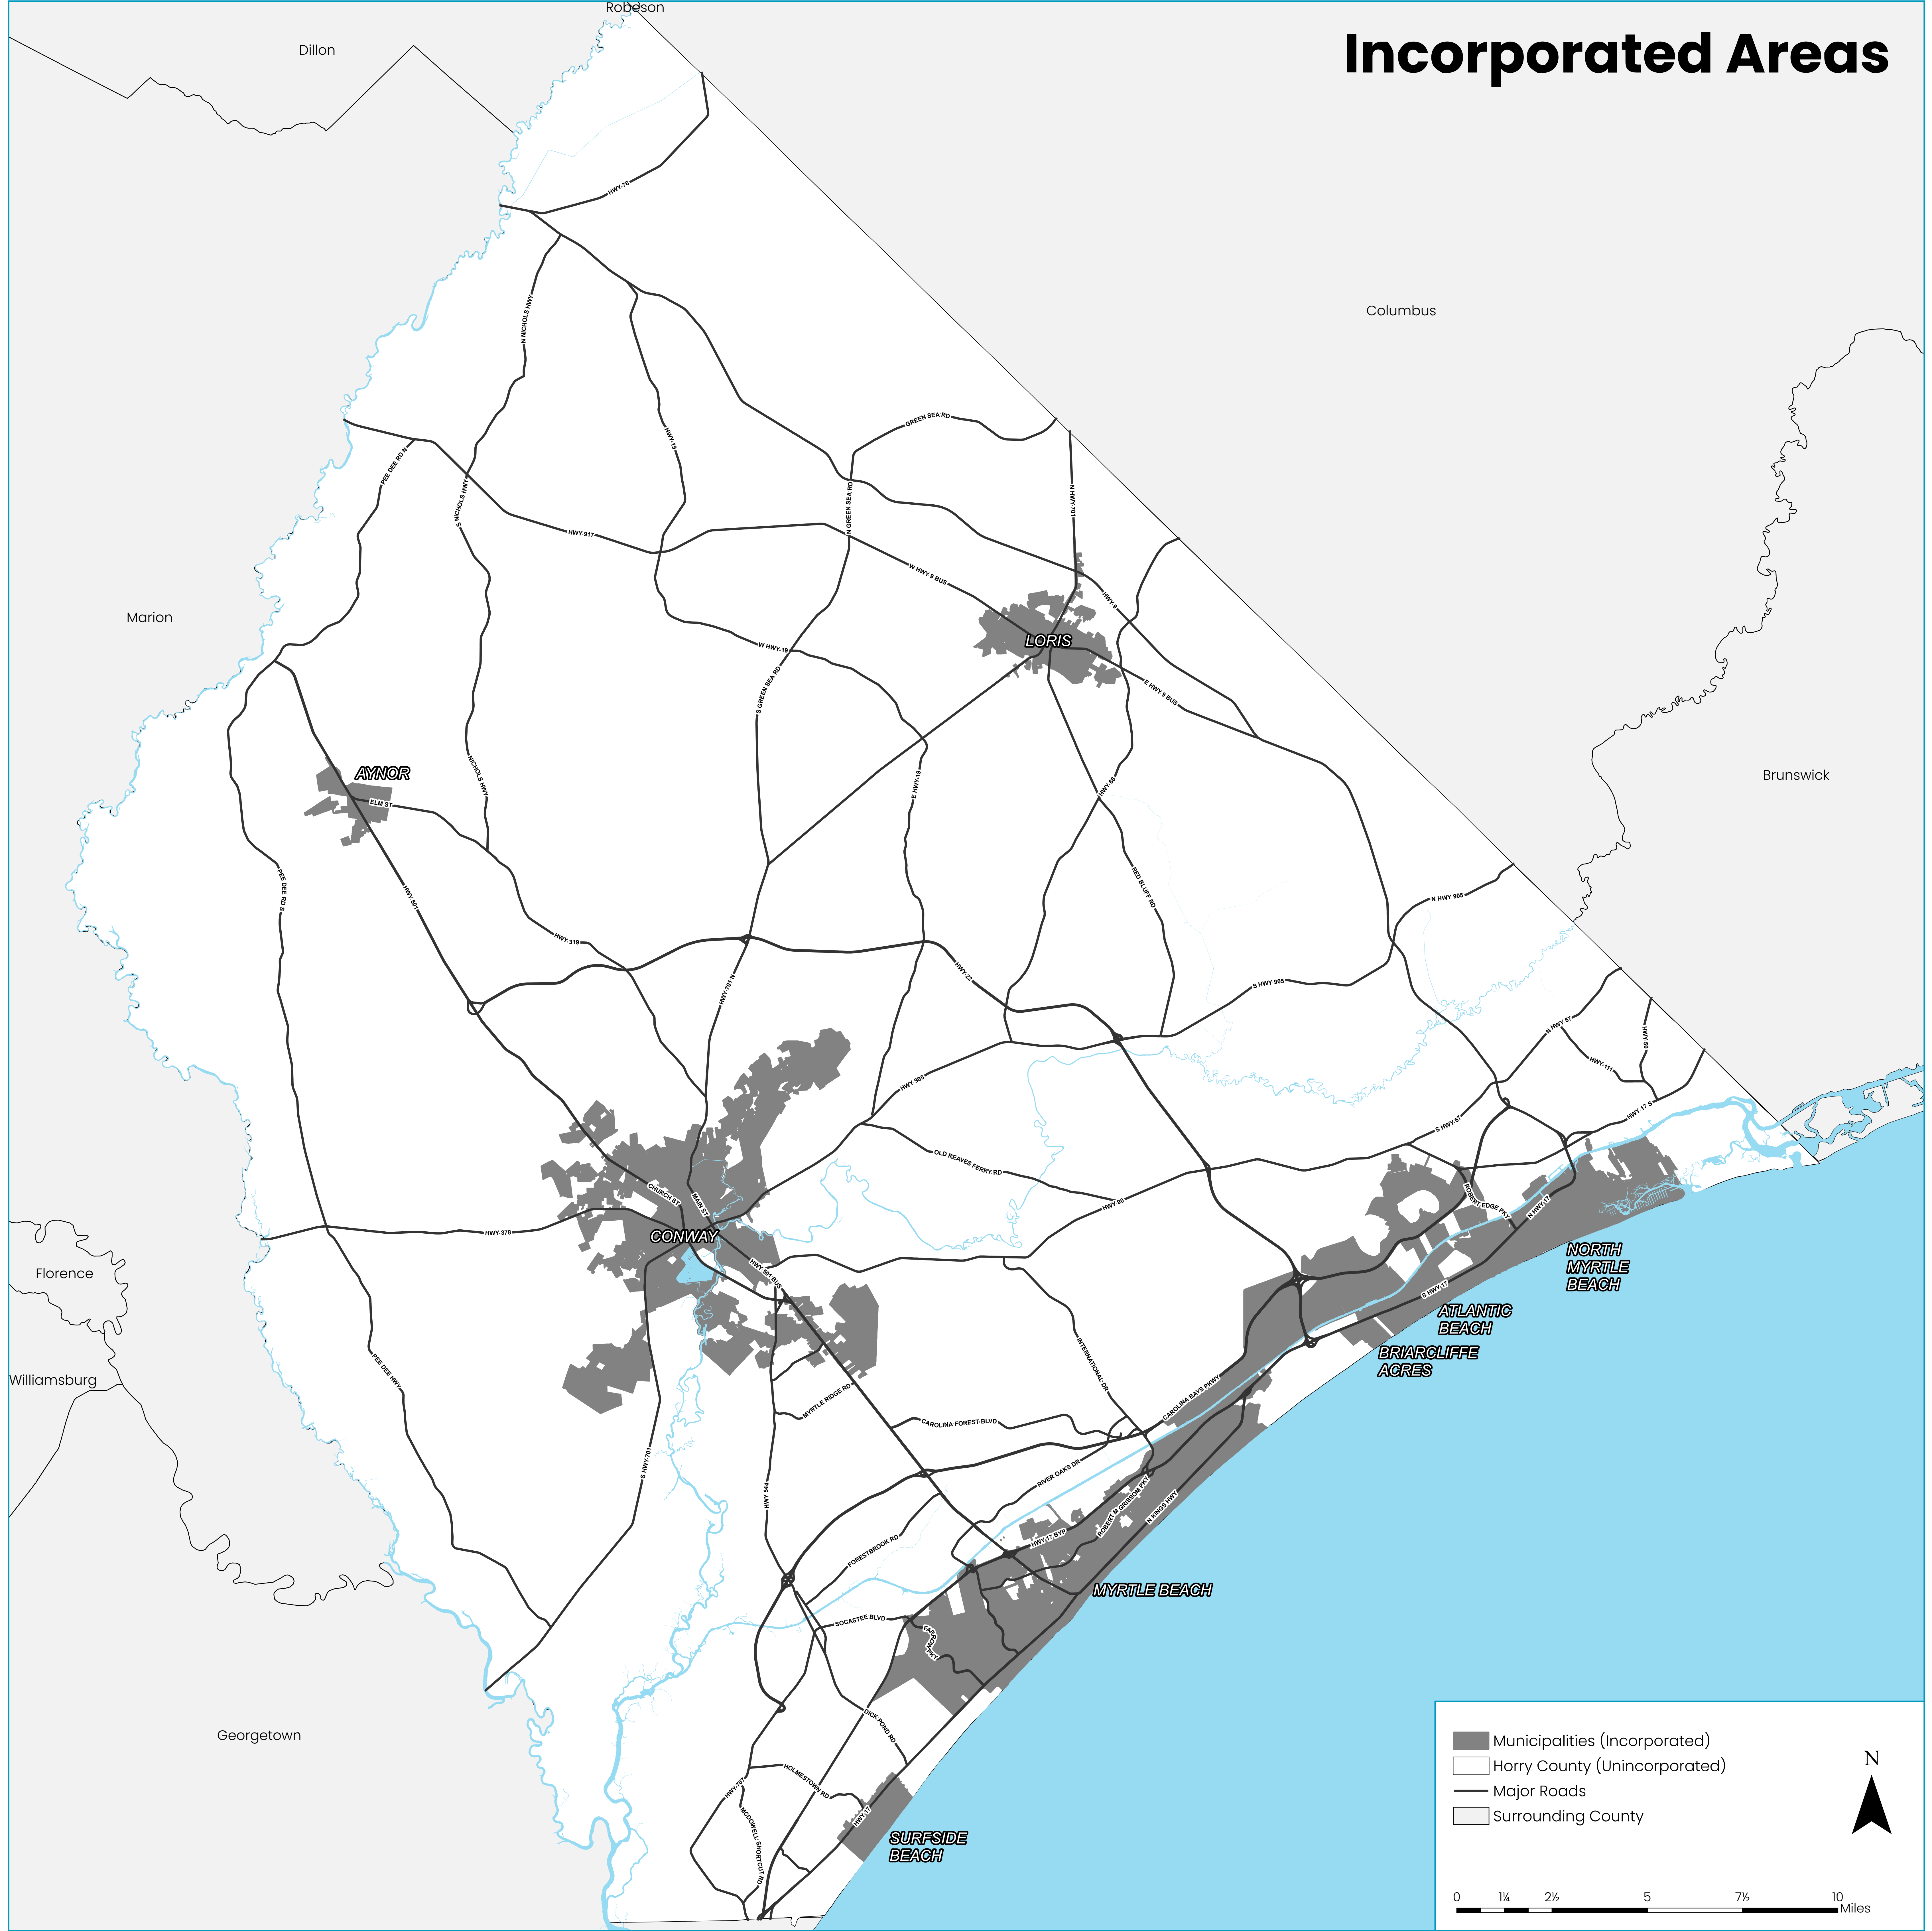 Robeson
Incorporated Areas
Dillon
HWY-76
Columbus
N NICHOLS HWY
GREEN SEA RD
HWY-19
PEE DEE RD N
S NICHOLS HWY
N GREEN SEA RD
N HWY-701
HWY 917
W HWY 9 BUS
HWY 9
Marion
LORIS
W HWY-19
S GREEN SEA RD
E HWY 9 BUS
AYNOR
ELM ST
NICHOLS HWY
E HWY-19
HWY 66
Brunswick
PEE DEE RD S
HWY 501
RED BLUFF RD
N HWY 905
HWY-319
HWY-701 N
HWY-22
S HWY 905
N HWY 57
HWY 50
HWY-111
HWY 905
HWY-17 S
S HWY-57
OLD REAVES FERRY RD
CHURCH ST
MAIN ST
HWY 90
ROBERT EDGE PKY
N HWY-17
HWY-378
CONWAY
NORTH
MYRTLE
BEACH
Florence
HWY 501 BUS
S HWY-17
ATLANTIC
BEACH
BRIARCLIFFE
ACRES
Williamsburg
PEE DEE HWY
INTERNATIONAL DR
CAROLINA BAYS PKWY
MYRTLE RIDGE RD
CAROLINA FOREST BLVD
S HWY-701
HWY 544
RIVER OAKS DR
ROBERT M GRISSOM PKY
N KINGS HWY
HWY-17 BYP
FORESTBROOK RD
MYRTLE BEACH
SOCASTEE BLVD
FARROW PKY
DICK POND RD
Georgetown
HOLMESTOWN RD
HWY-707
MCDOWELL SHORTCUT RD
HWY-17
SURFSIDE
BEACH
Municipalities (Incorporated)
Horry County (Unincorporated)
Major Roads
Surrounding County
N
0 1¼ 2½ 5 7½ 10
Miles